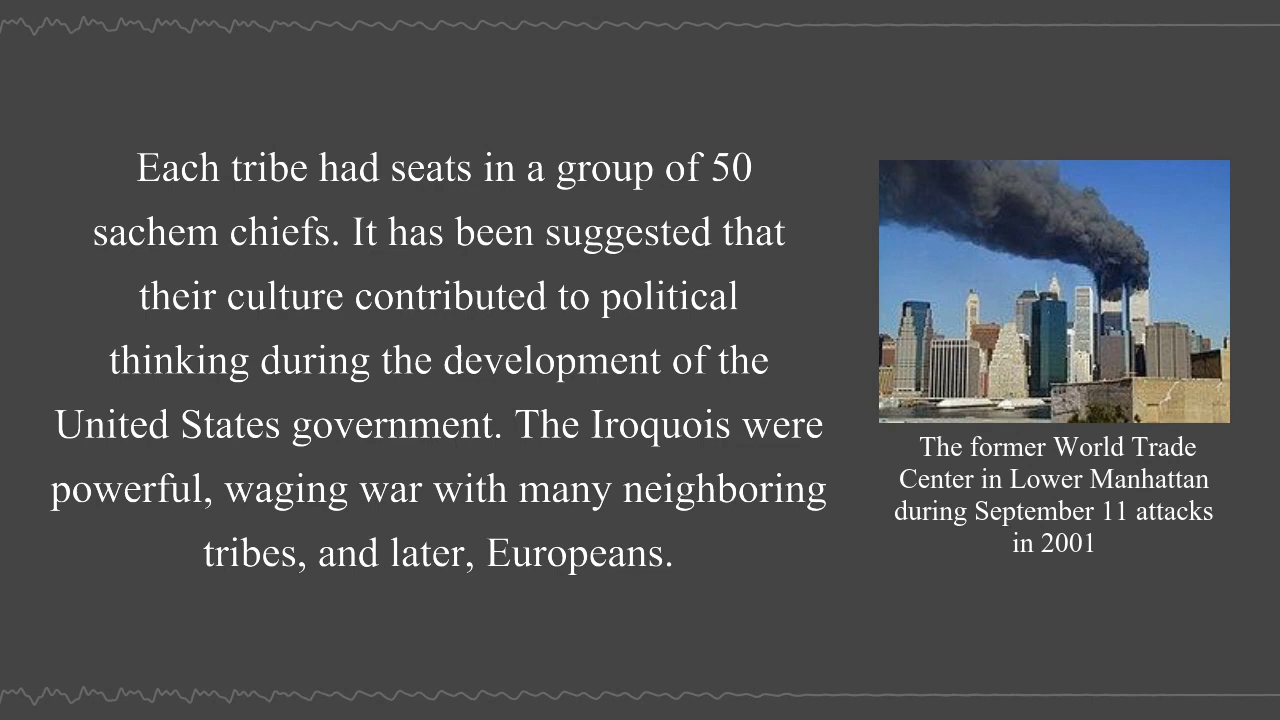 Each tribe had seats in a group of 50
sachem chiefs. It has been suggested that
their culture contributed to political
thinking during the development of the
United States government. The Iroquois were
powerful, waging war with many neighboring
tribes, and later, Europeans.
The former World Trade
Center in Lower Manhattan
during September 11 attacks
in 2001